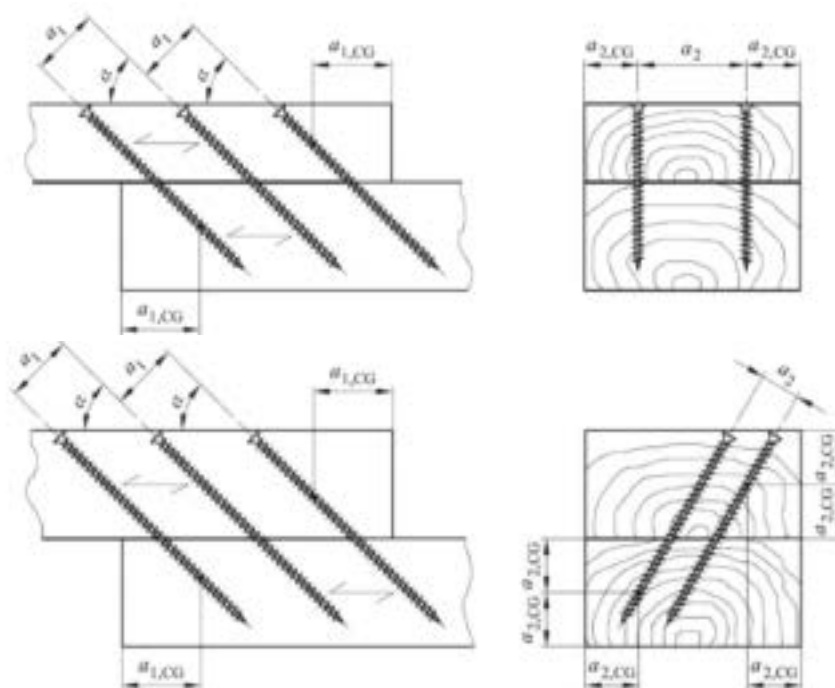 a₁ a₁ a₁,CG
α α
a₂,CG a₂ a₂,CG
a₁,CG
a₁ a₁ a₁,CG
α α
a₂
a₂,CG
a₂,CG
a₂,CG
a₂,CG
a₁,CG
a₂,CG a₂,CG